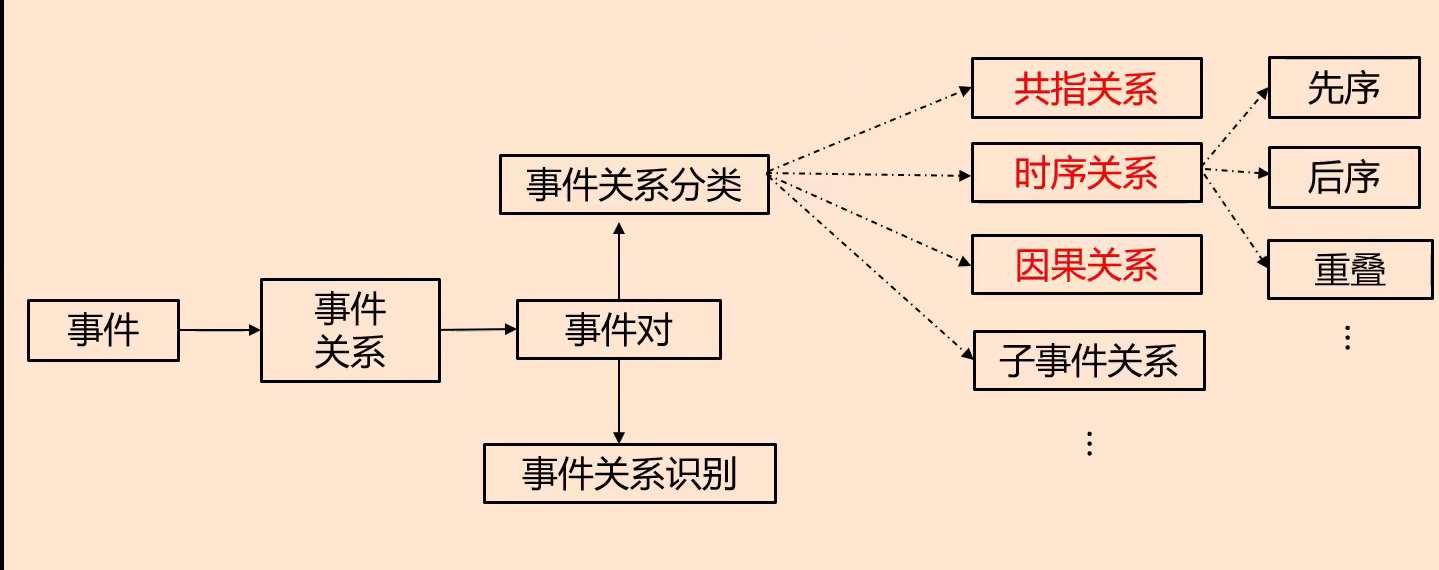 共指关系
先序
事件关系分类
时序关系
后序
因果关系
重叠
事件
事件
关系
事件对
子事件关系
事件关系识别